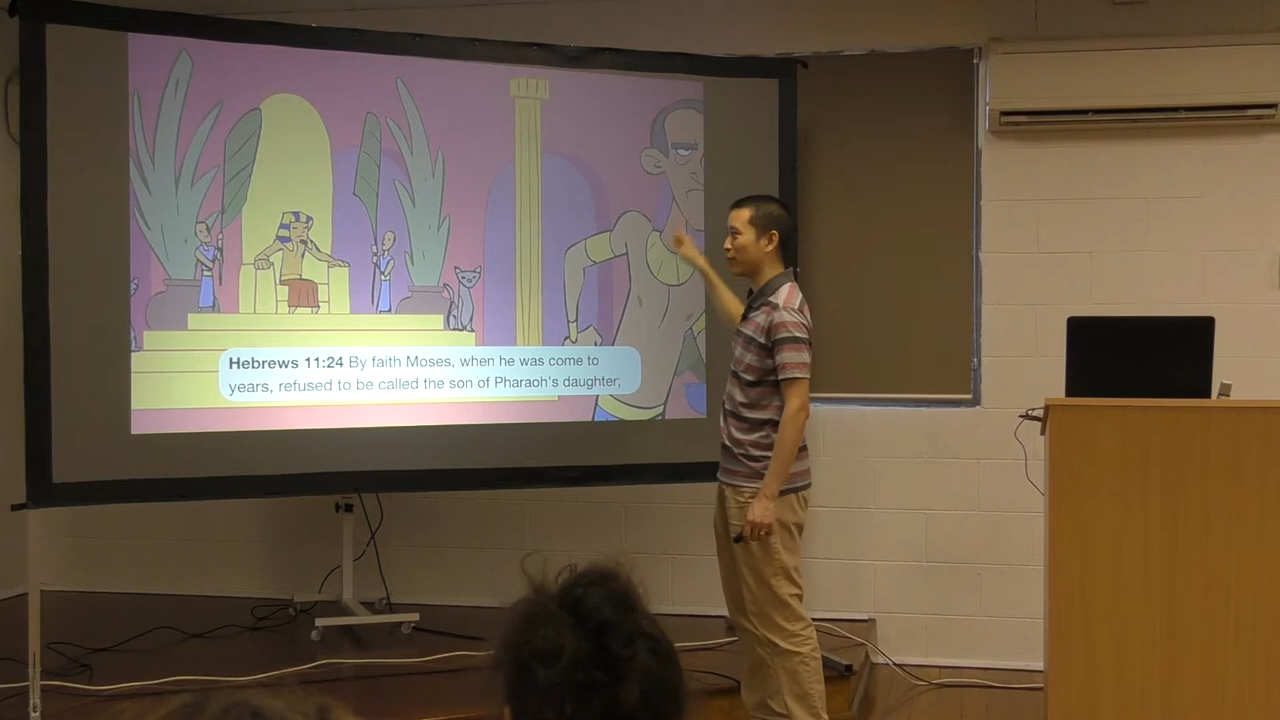 Hebrews 11:24 By faith Moses, when he was come to
years, refused to be called the son of Pharaoh's daughter;